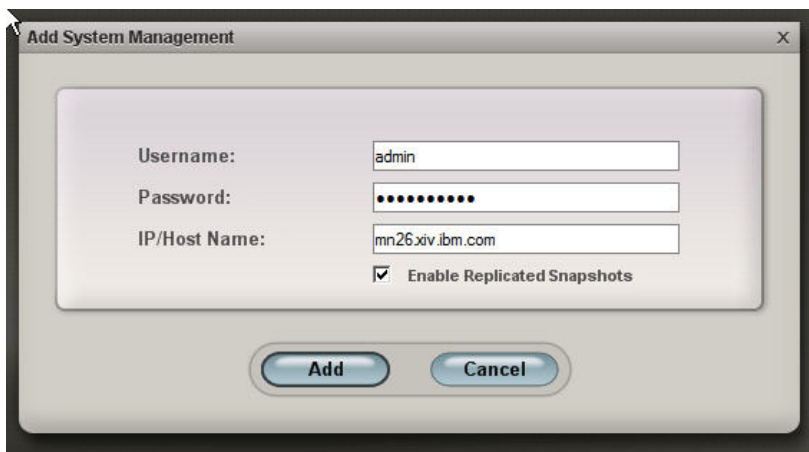 Add System Management X
Username: admin
Password: ••••••••••
IP/Host Name: mn26.xiv.ibm.com
Enable Replicated Snapshots
Add Cancel